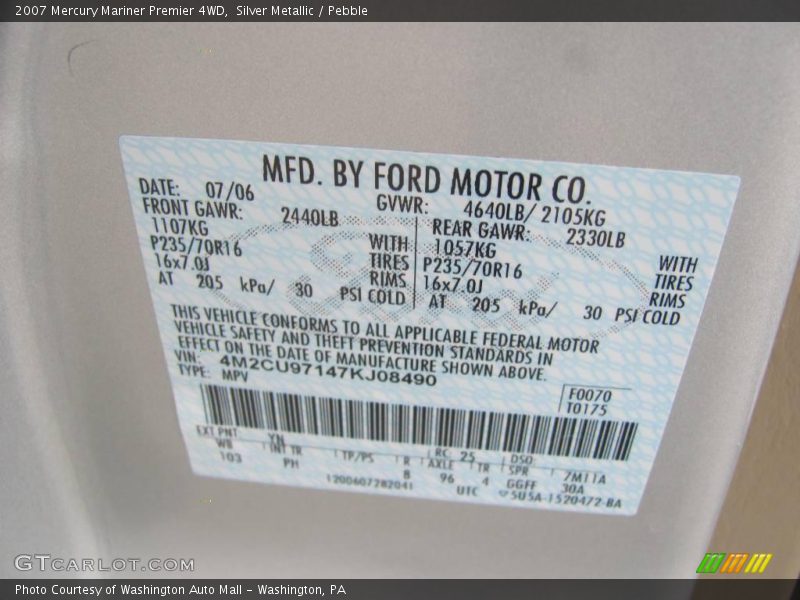 2007 Mercury Mariner Premier 4WD, Silver Metallic / Pebble
MFD. BY FORD MOTOR CO.
DATE: 07/06 GVWR: 4640LB/ 2105KG
FRONT GAWR: 2440LB REAR GAWR: 2330LB
1107KG WITH 1057KG WITH
P235/70R16 TIRES P235/70R16 TIRES
16x7.0J RIMS 16x7.0J RIMS
AT 205 kPa/ 30 PSI COLD AT 205 kPa/ 30 PSI COLD
THIS VEHICLE CONFORMS TO ALL APPLICABLE FEDERAL MOTOR
VEHICLE SAFETY AND THEFT PREVENTION STANDARDS IN
EFFECT ON THE DATE OF MANUFACTURE SHOWN ABOVE.
VIN: 4M2CU97147KJ08490
TYPE: MPV
F0070
T0175
EXT PNT YN RC: 25 DSO:
WB INT TR TP/PS R AXLE TR SPR 7M11A
103 PH 8 96 4 GGFF 30A
1200607282041 UTC 5U5A-1520472-BA
GTCARLOT.COM
Photo Courtesy of Washington Auto Mall - Washington, PA